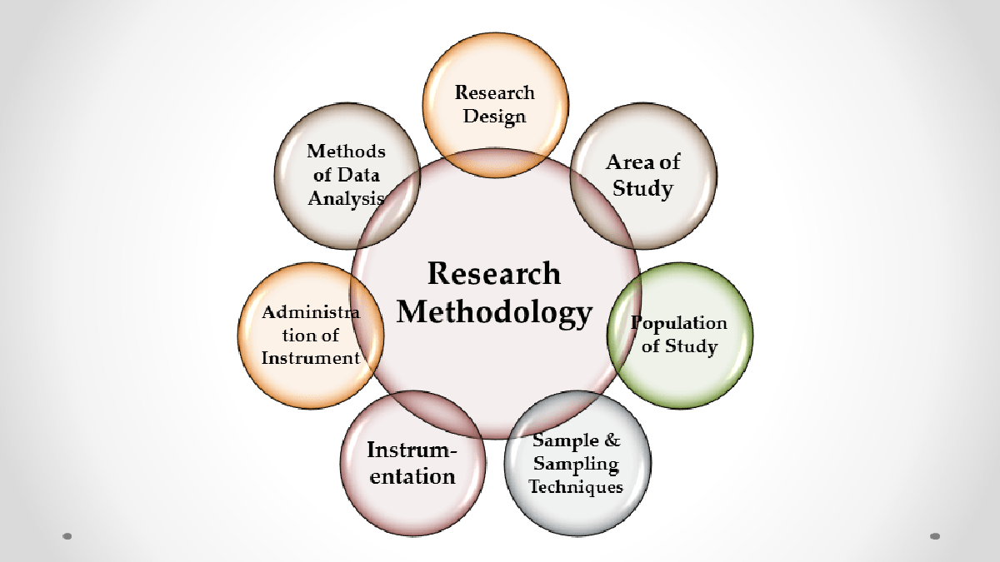 Research
Design
Area of
Study
Population
of Study
Sample &
Sampling
Techniques
Instrum-
entation
Administra
tion of
Instrument
Methods
of Data
Analysis
Research
Methodology